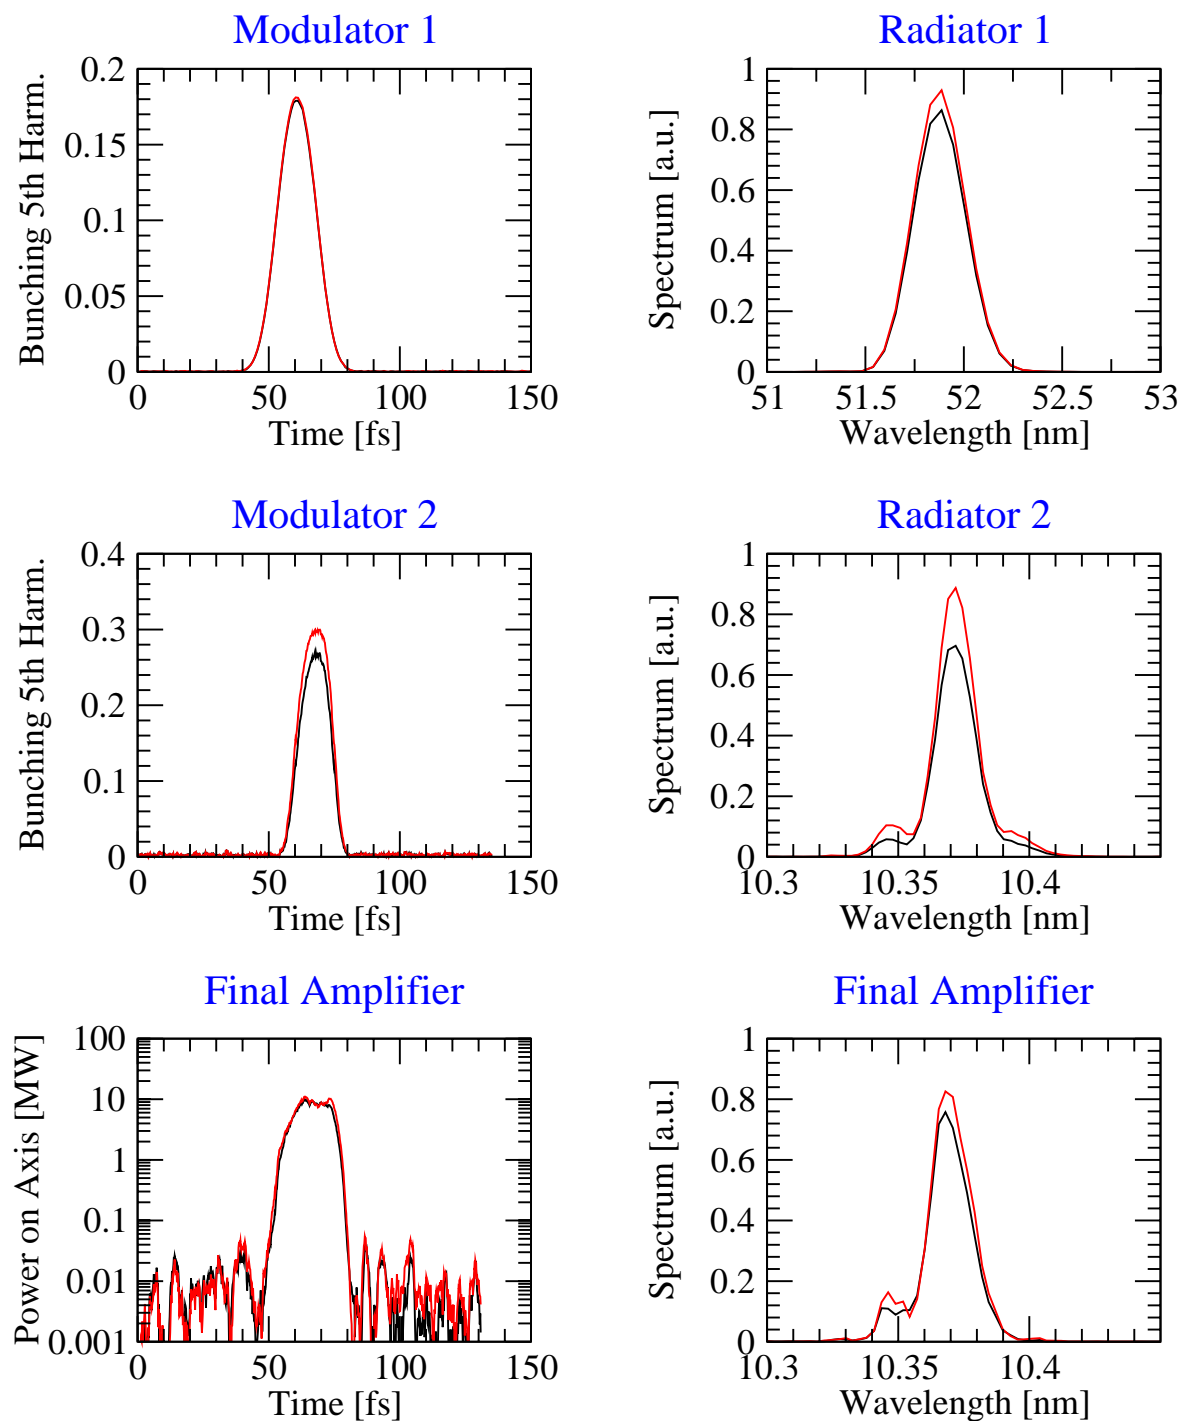 Modulator 1
Bunching 5th Harm.
0.2
0.15
0.1
0.05
0
0 50 100 150
Time [fs]
Radiator 1
Spectrum [a.u.]
1
0.8
0.6
0.4
0.2
0
51 51.5 52 52.5 53
Wavelength [nm]
Modulator 2
Bunching 5th Harm.
0.4
0.3
0.2
0.1
0
0 50 100 150
Time [fs]
Radiator 2
Spectrum [a.u.]
1
0.8
0.6
0.4
0.2
0
10.3 10.35 10.4
Wavelength [nm]
Final Amplifier
Power on Axis [MW]
100
10
1
0.1
0.01
0.001
0 50 100 150
Time [fs]
Final Amplifier
Spectrum [a.u.]
1
0.8
0.6
0.4
0.2
0
10.3 10.35 10.4
Wavelength [nm]